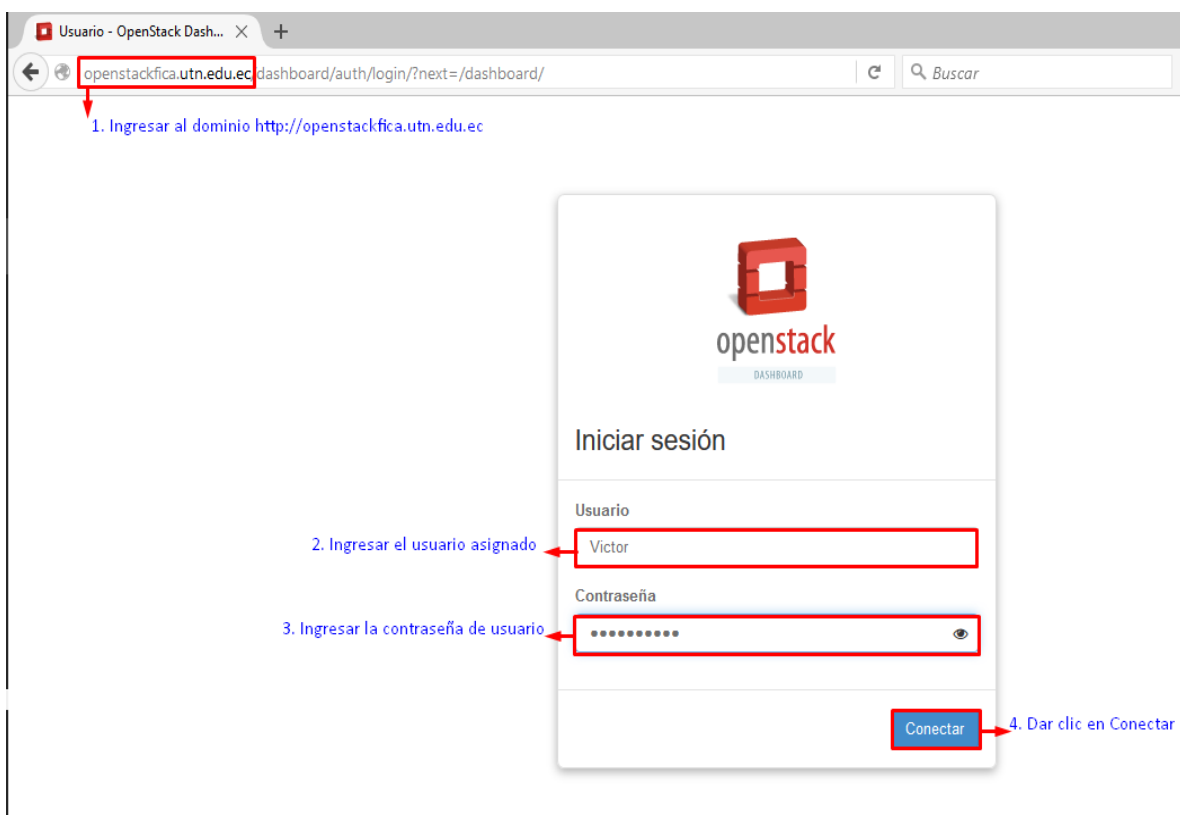 Usuario - OpenStack Dash...
openstackfica.utn.edu.ec/dashboard/auth/login/?next=/dashboard/
Buscar
1. Ingresar al dominio http://openstackfica.utn.edu.ec
openstack
DASHBOARD
Iniciar sesión
Usuario
2. Ingresar el usuario asignado
Victor
Contraseña
3. Ingresar la contraseña de usuario
••••••••••
Conectar
4. Dar clic en Conectar